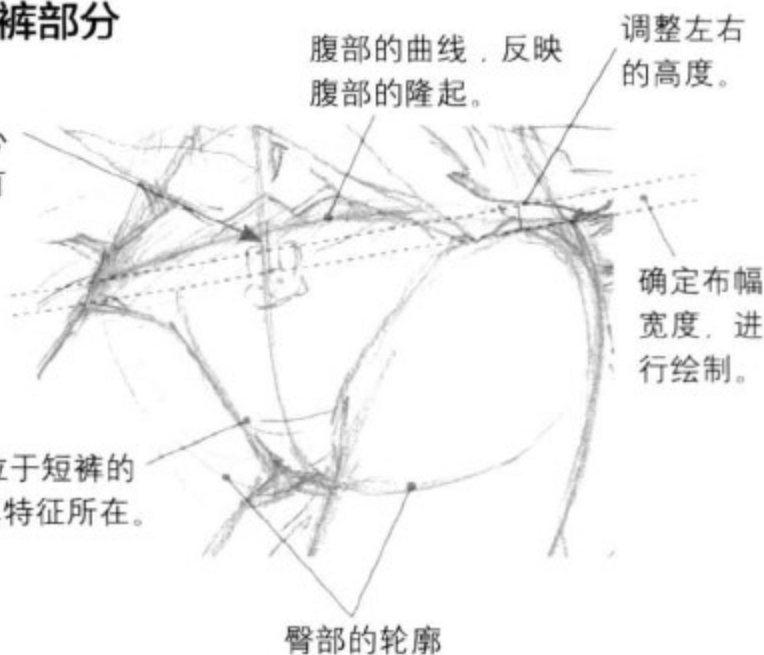 裤部分
腹部的曲线，反映
腹部的隆起。
调整左右
的高度。
确定布幅
宽度，进
行绘制。
位于短裤的
特征所在。
臀部的轮廓